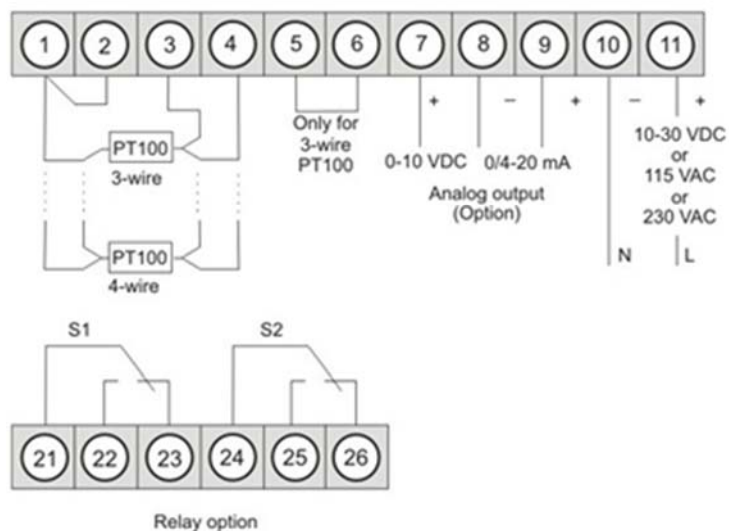 1 2 3 4 5 6 7 8 9 10 11
+ − + − +
PT100
3-wire
Only for
3-wire
PT100
0-10 VDC 0/4-20 mA
Analog output
(Option)
10-30 VDC
or
115 VAC
or
230 VAC
N L
PT100
4-wire
S1 S2
21 22 23 24 25 26
Relay option